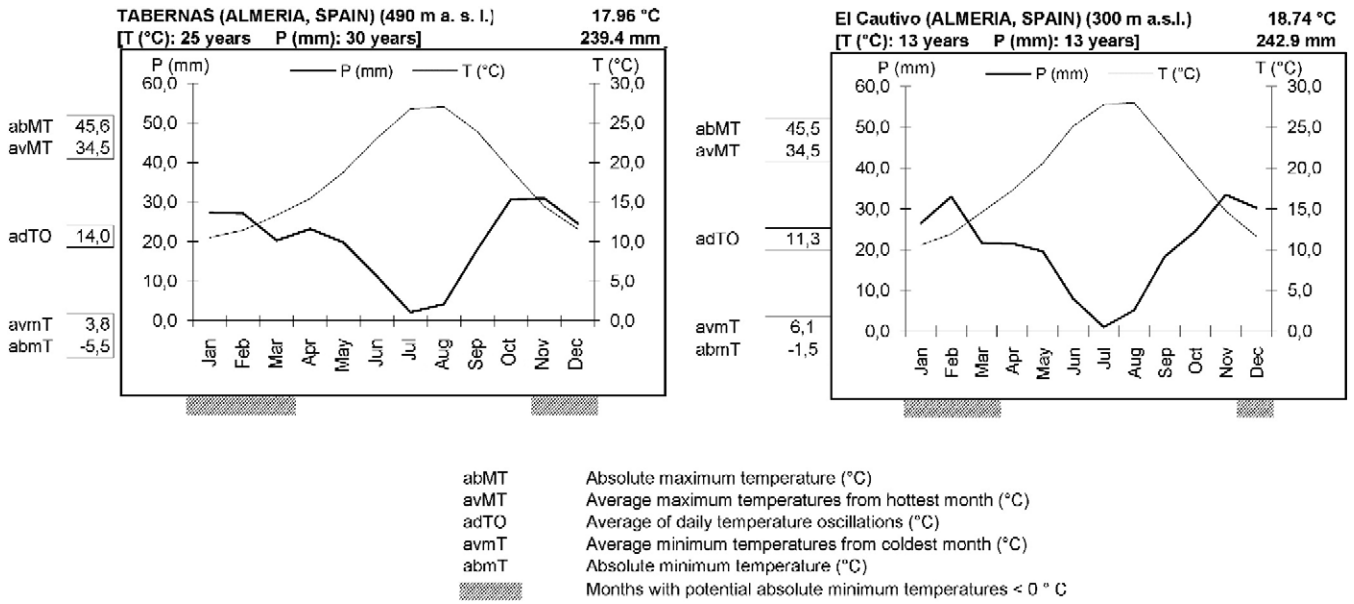 TABERNAS (ALMERIA, SPAIN) (490 m a. s. l.) 17.96 °C
[T (°C): 25 years P (mm): 30 years] 239.4 mm
P (mm) P (mm) T (°C) T (°C)
60,0 30,0
50,0 25,0
40,0 20,0
30,0 15,0
20,0 10,0
10,0 5,0
0,0 0,0
Jan Feb Mar Apr May Jun Jul Aug Sep Oct Nov Dec
abMT 45,6
avMT 34,5
adTO 14,0
avmT 3,8
abmT -5,5
El Cautivo (ALMERIA, SPAIN) (300 m a.s.l.) 18.74 °C
[T (°C): 13 years P (mm): 13 years] 242.9 mm
P (mm) P (mm) T (°C) T (°C)
60,0 30,0
50,0 25,0
40,0 20,0
30,0 15,0
20,0 10,0
10,0 5,0
0,0 0,0
Jan Feb Mar Apr May Jun Jul Aug Sep Oct Nov Dec
abMT 45,5
avMT 34,5
adTO 11,3
avmT 6,1
abmT -1,5
abMT Absolute maximum temperature (°C)
avMT Average maximum temperatures from hottest month (°C)
adTO Average of daily temperature oscillations (°C)
avmT Average minimum temperatures from coldest month (°C)
abmT Absolute minimum temperature (°C)
Months with potential absolute minimum temperatures < 0 ° C